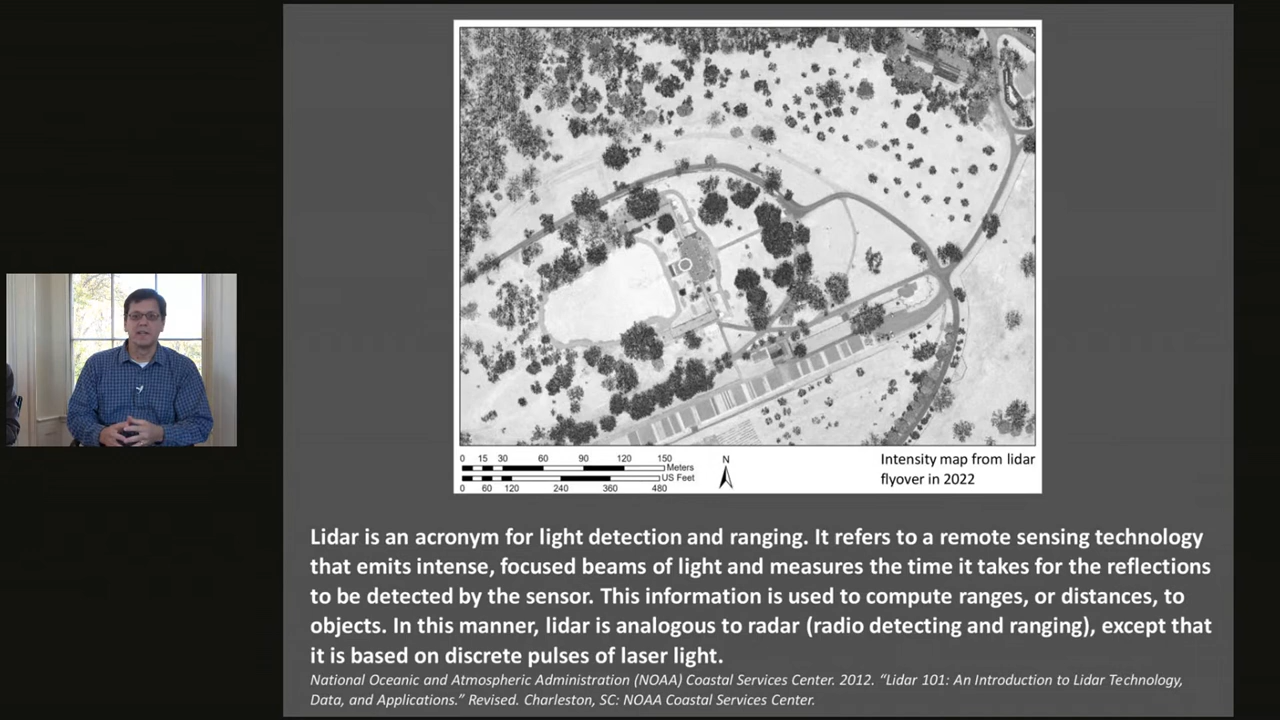 0 15 30 60 90 120 150
Meters
US Feet
0 60 120 240 360 480
N
Intensity map from lidar
flyover in 2022
Lidar is an acronym for light detection and ranging. It refers to a remote sensing technology
that emits intense, focused beams of light and measures the time it takes for the reflections
to be detected by the sensor. This information is used to compute ranges, or distances, to
objects. In this manner, lidar is analogous to radar (radio detecting and ranging), except that
it is based on discrete pulses of laser light.
National Oceanic and Atmospheric Administration (NOAA) Coastal Services Center. 2012. “Lidar 101: An Introduction to Lidar Technology,
Data, and Applications.” Revised. Charleston, SC: NOAA Coastal Services Center.